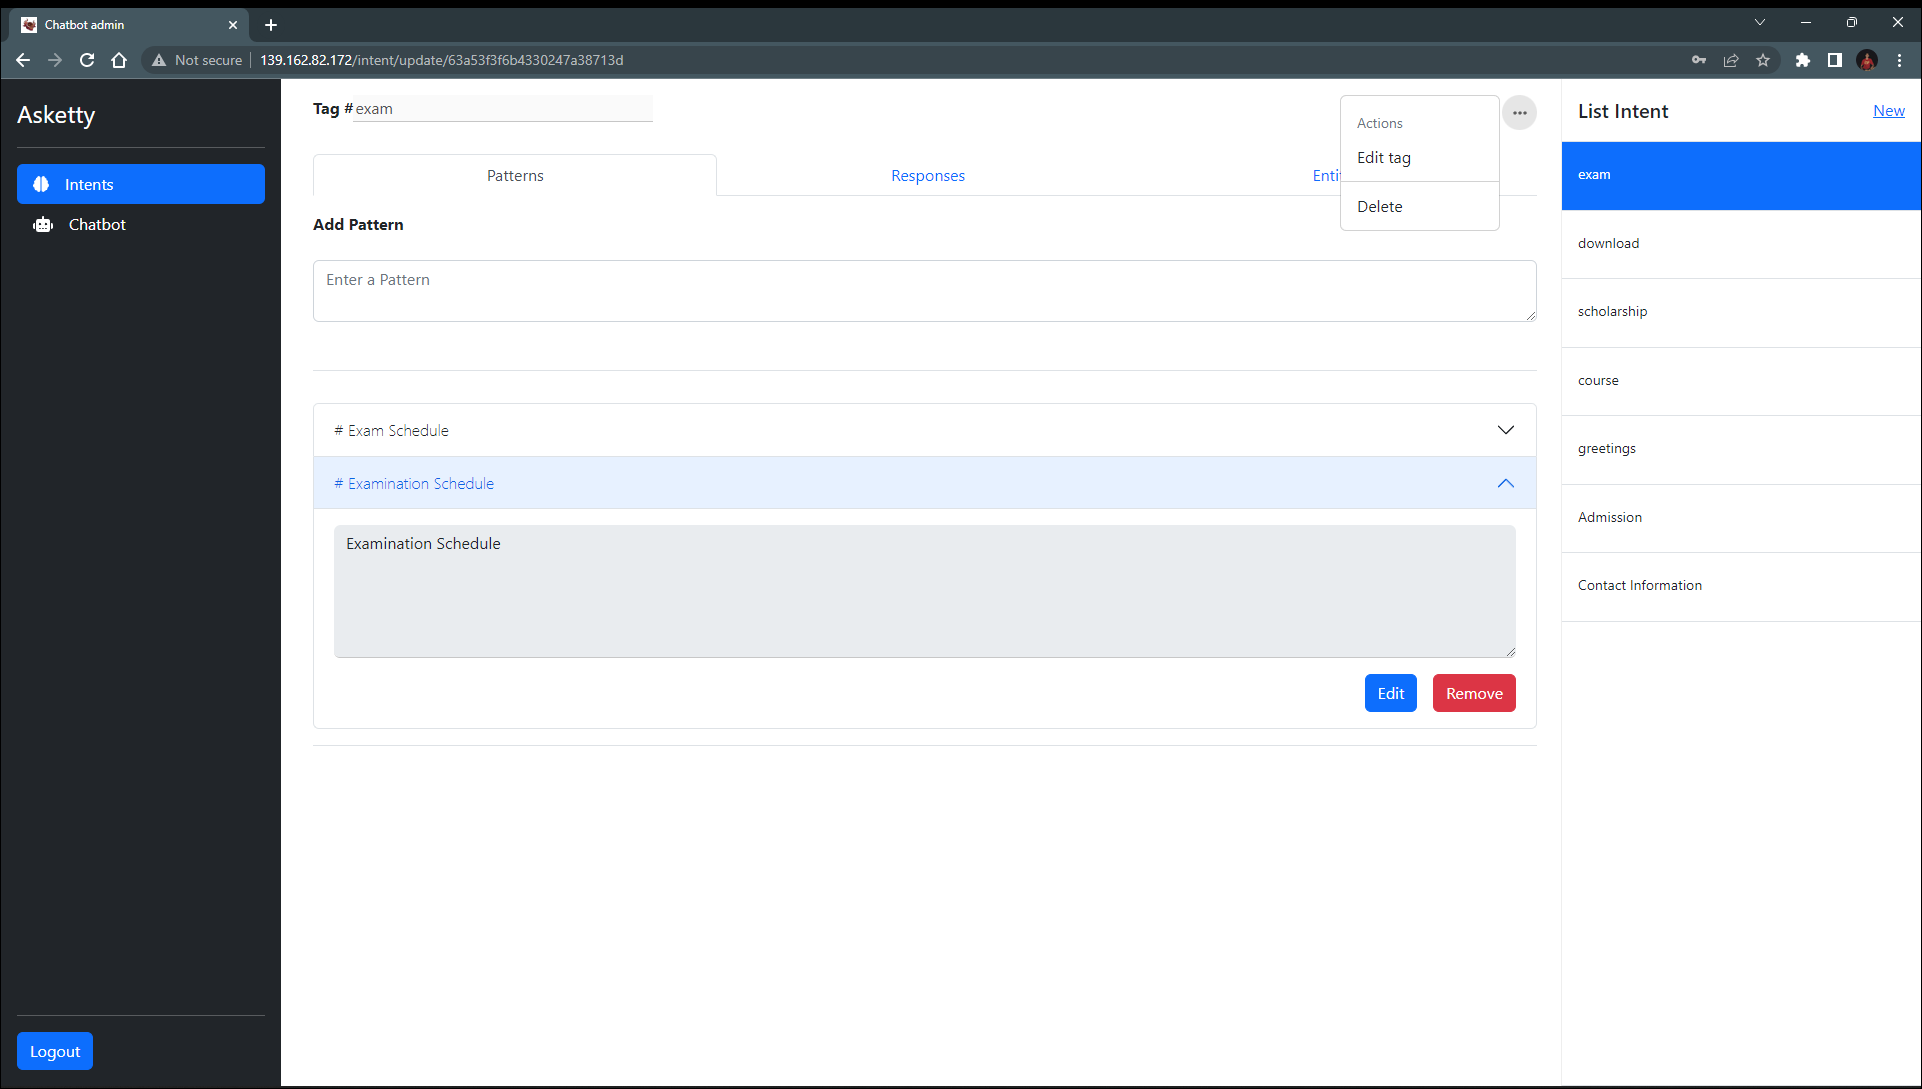 Chatbot admin
Not secure 139.162.82.172/intent/update/63a53f3f6b4330247a38713d
Asketty
Intents
Chatbot
Logout
Tag #exam
Patterns
Responses
Enti
Actions
Edit tag
Delete
Add Pattern
Enter a Pattern
# Exam Schedule
# Examination Schedule
Examination Schedule
Edit
Remove
List Intent
New
exam
download
scholarship
course
greetings
Admission
Contact Information